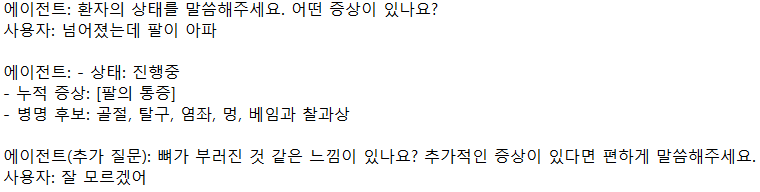 에이전트: 환자의 상태를 말씀해주세요. 어떤 증상이 있나요?
사용자: 넘어졌는데 팔이 아파
에이전트: - 상태: 진행중
- 누적 증상: [팔의 통증]
- 병명 후보: 골절, 탈구, 염좌, 멍, 베임과 찰과상
에이전트(추가 질문): 뼈가 부러진 것 같은 느낌이 있나요? 추가적인 증상이 있다면 편하게 말씀해주세요.
사용자: 잘 모르겠어